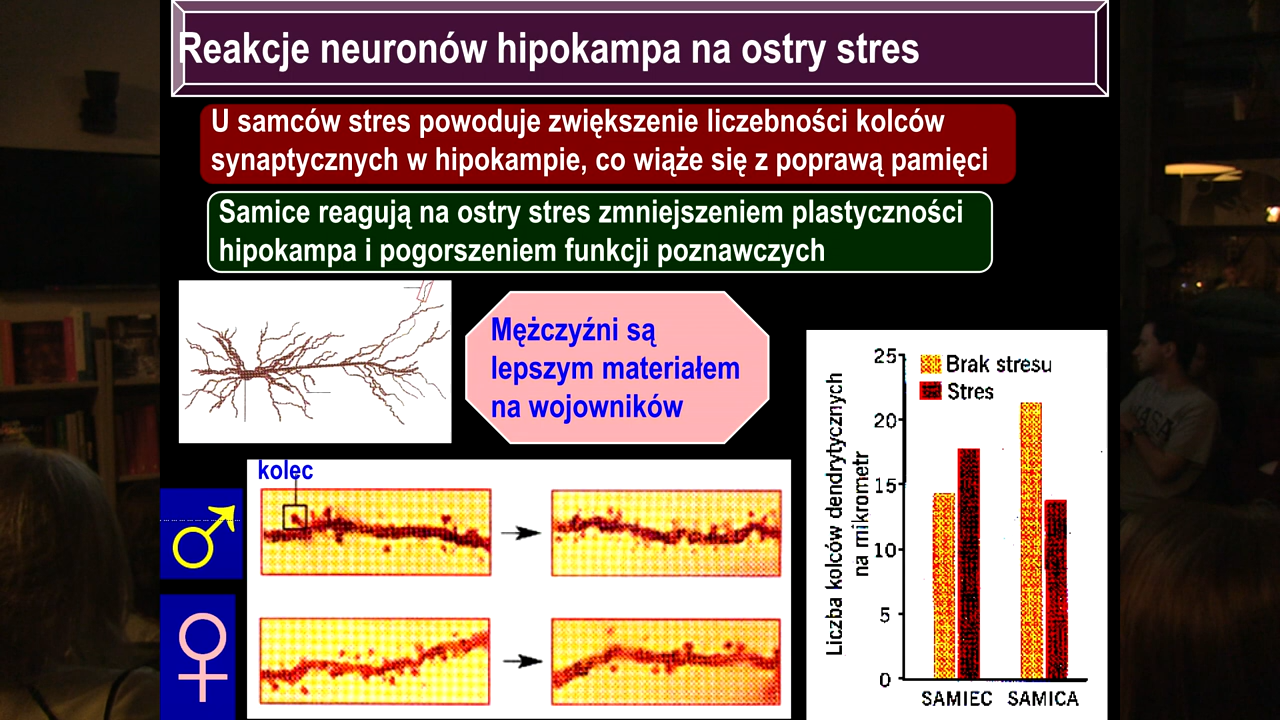 Reakcje neuronów hipokampa na ostry stres
U samców stres powoduje zwiększenie liczebności kolców
synaptycznych w hipokampie, co wiąże się z poprawą pamięci
Samice reagują na ostry stres zmniejszeniem plastyczności
hipokampa i pogorszeniem funkcji poznawczych
Mężczyźni są
lepszym materiałem
na wojowników
kolec
Liczba kolców dendrytycznych
na mikrometr
25
20
15
10
5
0
Brak stresu
Stres
SAMIEC SAMICA